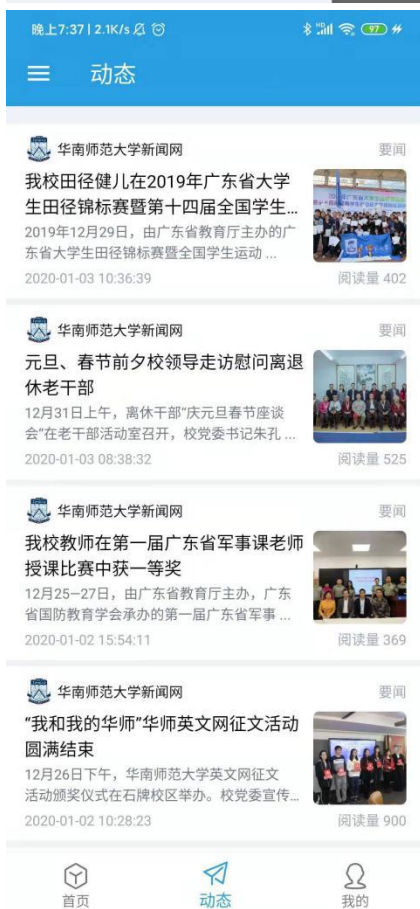 晚上7:37 | 2.1K/s
HD
97
动态
华南师范大学新闻网
要闻
我校田径健儿在2019年广东省大学
生田径锦标赛暨第十四届全国学生...
2019年12月29日，由广东省教育厅主办的广
东省大学生田径锦标赛暨全国学生运动 ...
2020-01-03 10:36:39
阅读量 402
华南师范大学新闻网
要闻
元旦、春节前夕校领导走访慰问离退
休老干部
12月31日上午，离休干部“庆元旦春节座谈
会”在老干部活动室召开，校党委书记朱孔 ...
2020-01-03 08:38:32
阅读量 525
华南师范大学新闻网
要闻
我校教师在第一届广东省军事课老师
授课比赛中获一等奖
12月25—27日，由广东省教育厅主办，广东
省国防教育学会承办的第一届广东省军事 ...
2020-01-02 15:54:11
阅读量 369
华南师范大学新闻网
要闻
“我和我的华师”华师英文网征文活动
圆满结束
12月26日下午，华南师范大学英文网征文
活动颁奖仪式在石牌校区举办。校党委宣传...
2020-01-02 10:28:23
阅读量 900
首页
动态
我的